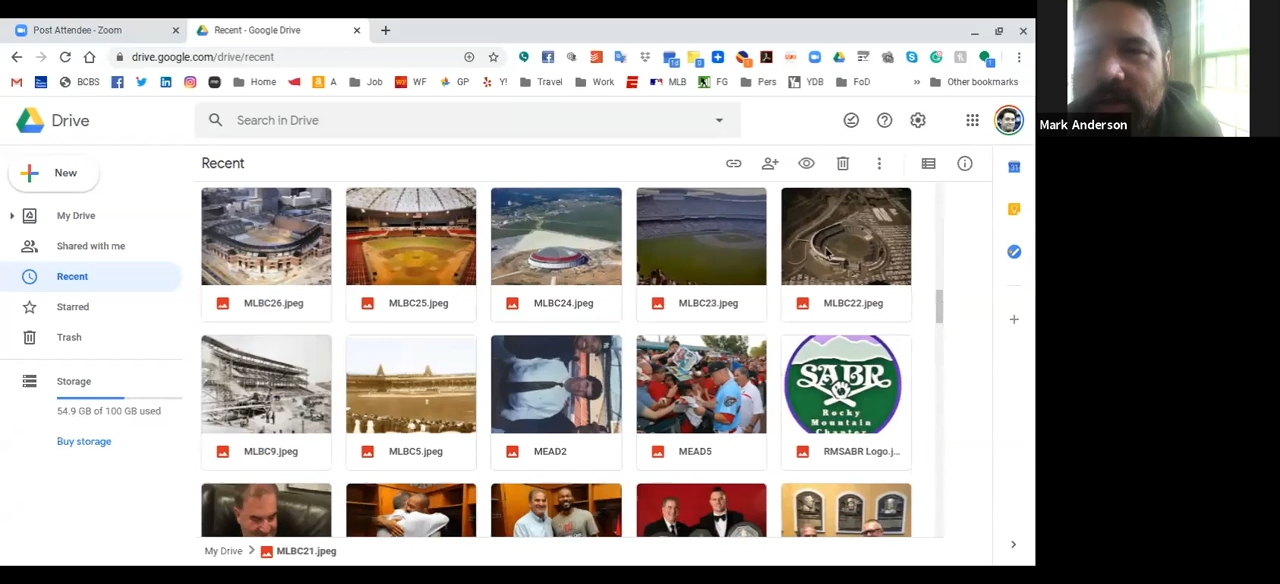 Post Attendee - Zoom
Recent - Google Drive
drive.google.com/drive/recent
BCBS
Home
A
Job
WF
GP
Y!
Travel
Work
MLB
FG
Pers
YDB
FoD
Other bookmarks
Drive
Search in Drive
New
My Drive
Shared with me
Recent
Starred
Trash
Storage
54.9 GB of 100 GB used
Buy storage
Recent
MLBC26.jpeg
MLBC25.jpeg
MLBC24.jpeg
MLBC23.jpeg
MLBC22.jpeg
SABR
Rocky
Mountain
Chapter
MLBC9.jpeg
MLBC5.jpeg
MEAD2
MEAD5
RMSABR Logo.j...
My Drive > MLBC21.jpeg
Mark Anderson